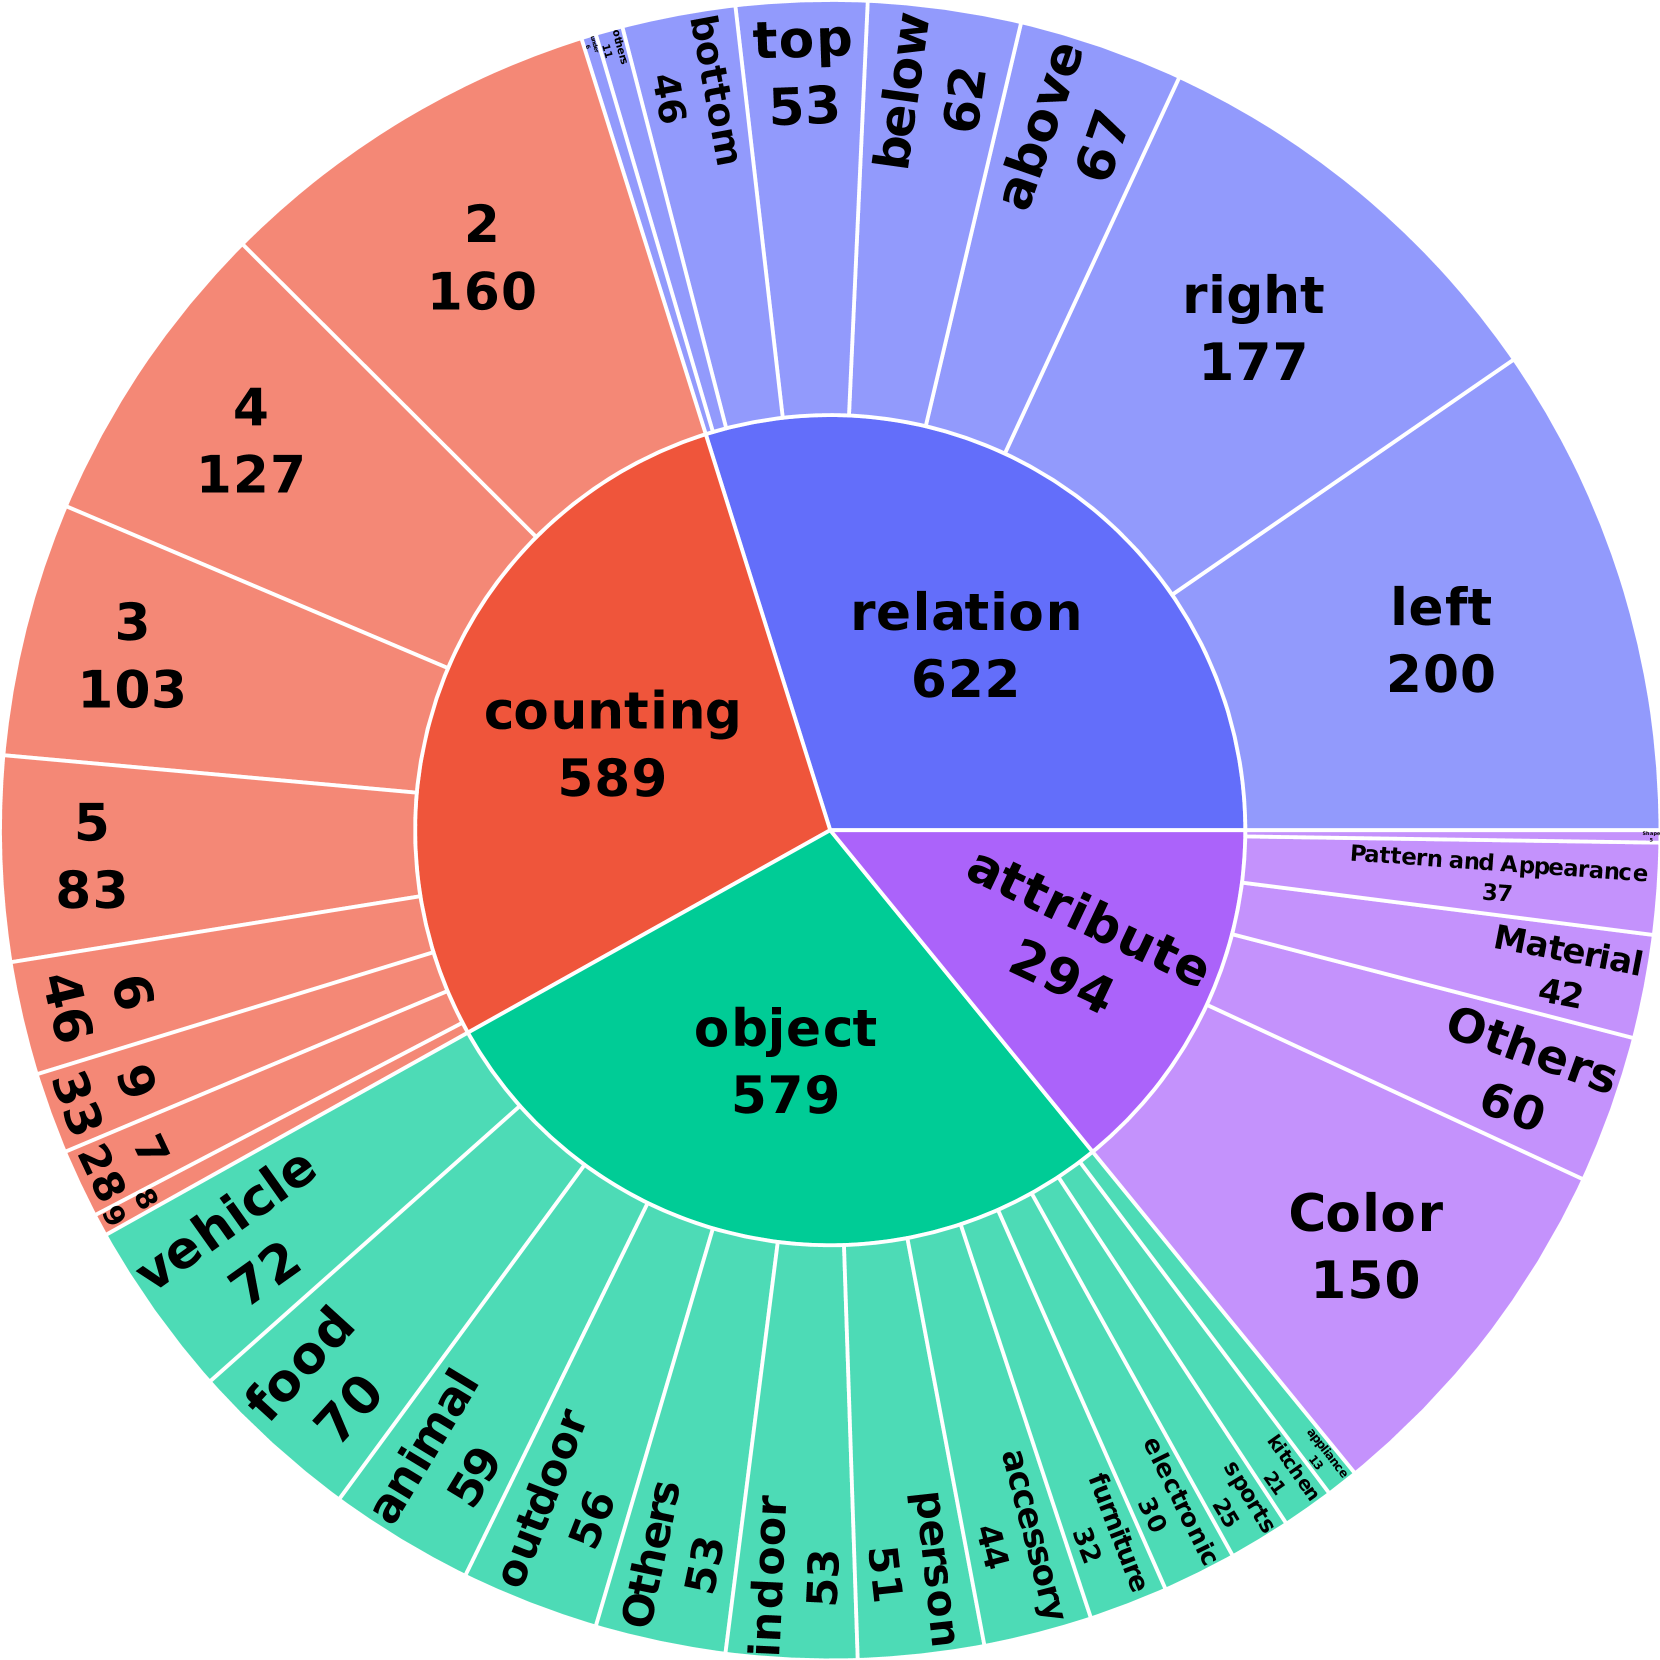 relation
622
left
200
right
177
above
67
below
62
top
53
bottom
46
others
11
under
6
counting
589
2
160
4
127
3
103
5
83
6
46
9
33
7
28
8
9
object
579
vehicle
72
food
70
animal
59
outdoor
56
Others
53
indoor
53
person
51
accessory
44
furniture
32
electronic
30
sports
25
kitchen
21
appliance
13
attribute
294
Color
150
Others
60
Material
42
Pattern and Appearance
37
Shape
5